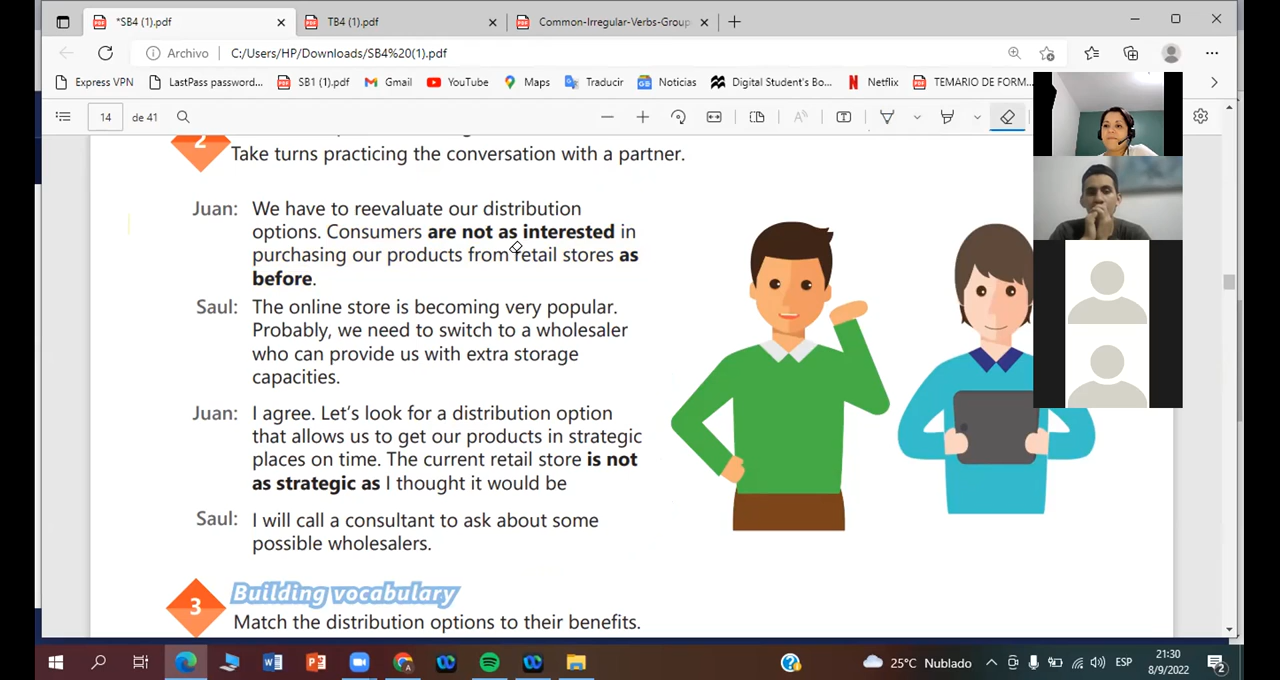 *SB4 (1).pdf
TB4 (1).pdf
Common-Irregular-Verbs-Group
Archivo
C:/Users/HP/Downloads/SB4%20(1).pdf
Express VPN
LastPass password...
SB1 (1).pdf
Gmail
YouTube
Maps
Traducir
Noticias
Digital Student's Bo...
Netflix
TEMARIO DE FORM...
14
de 41
2
Take turns practicing the conversation with a partner.
Juan: We have to reevaluate our distribution
options. Consumers are not as interested in
purchasing our products from retail stores as
before.
Saul: The online store is becoming very popular.
Probably, we need to switch to a wholesaler
who can provide us with extra storage
capacities.
Juan: I agree. Let's look for a distribution option
that allows us to get our products in strategic
places on time. The current retail store is not
as strategic as I thought it would be
Saul: I will call a consultant to ask about some
possible wholesalers.
3
Building vocabulary
Match the distribution options to their benefits.
25°C Nublado
ESP
21:30
8/9/2022
2